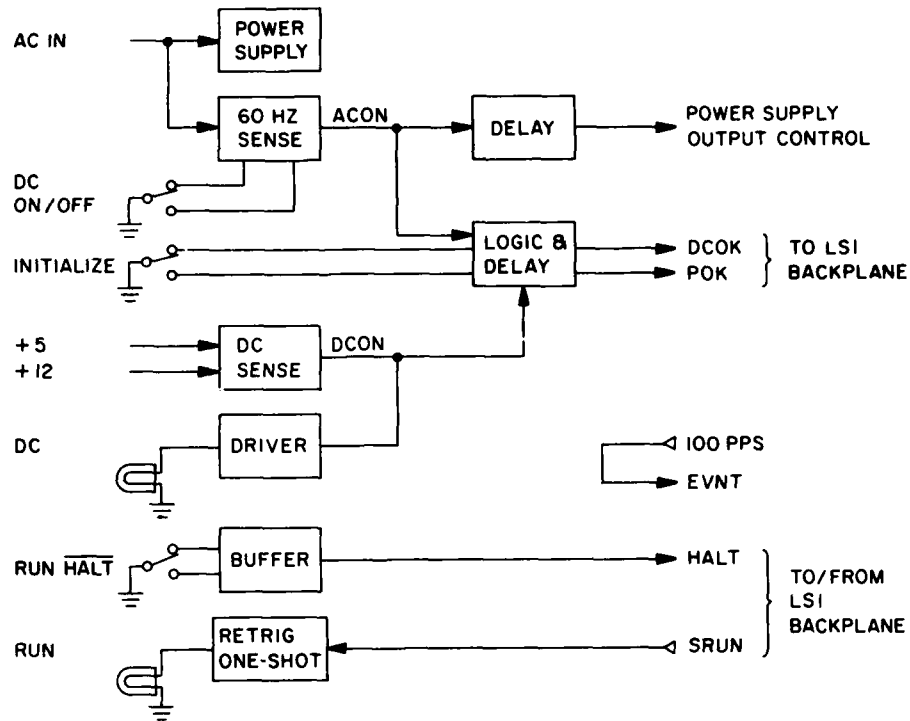 AC IN
POWER
SUPPLY
60 HZ
SENSE
ACON
DELAY
POWER SUPPLY
OUTPUT CONTROL
DC
ON/OFF
INITIALIZE
LOGIC &
DELAY
DCOK
POK
TO LSI
BACKPLANE
+5
+12
DC
SENSE
DCON
DC
DRIVER
100 PPS
EVNT
RUN HALT
BUFFER
HALT
RUN
RETRIG
ONE-SHOT
SRUN
TO/FROM
LSI
BACKPLANE